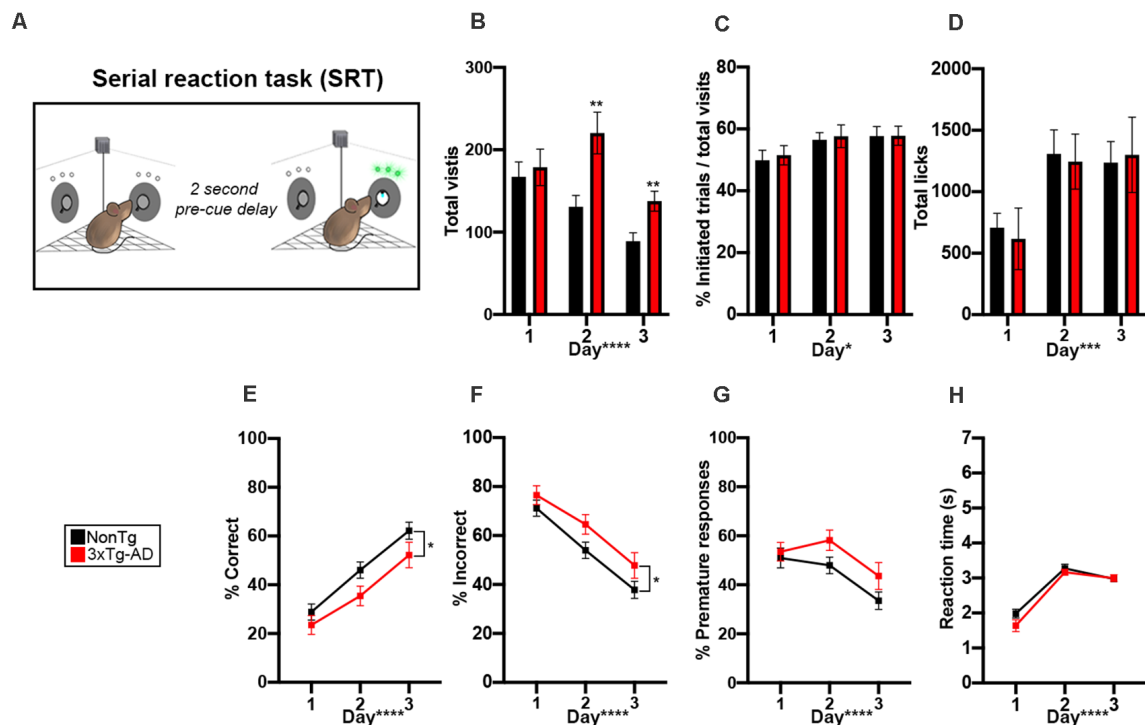 A
Serial reaction task (SRT)
2 second
pre-cue delay
B
Total vistis
300
200
100
0
**
**
1 2 3
Day****
C
% Initiated trials / total visits
80
60
40
20
0
1 2 3
Day*
D
Total licks
2000
1500
1000
500
0
1 2 3
Day***
NonTg
3xTg-AD
E
% Correct
100
80
60
40
20
0
*
1 2 3
Day****
F
% Incorrect
100
80
60
40
20
0
*
1 2 3
Day****
G
% Premature responses
100
80
60
40
20
0
1 2 3
Day****
H
Reaction time (s)
7
6
5
4
3
2
1
0
1 2 3
Day****